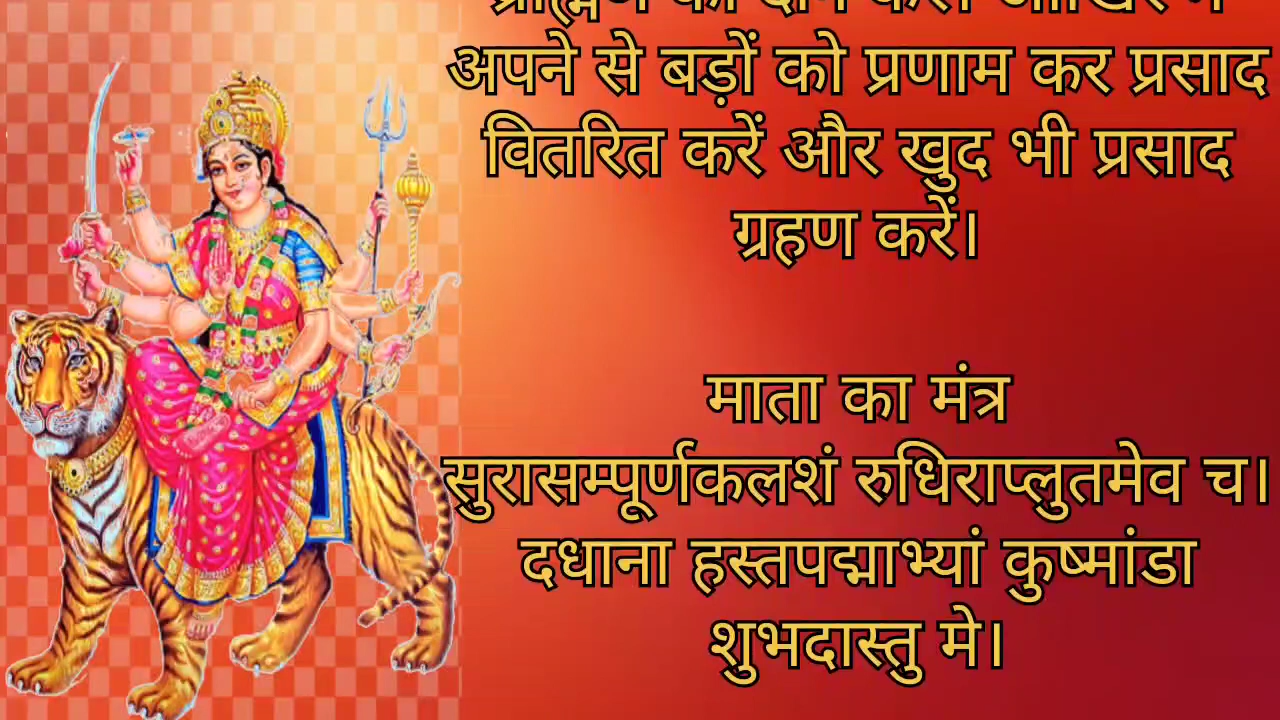 अपने से बड़ों को प्रणाम कर प्रसाद
वितरित करें और खुद भी प्रसाद
ग्रहण करें।
माता का मंत्र
सुरासम्पूर्णकलशं रुधिराप्लुतमेव च।
दधाना हस्तपद्माभ्यां कुष्मांडा
शुभदास्तु मे।